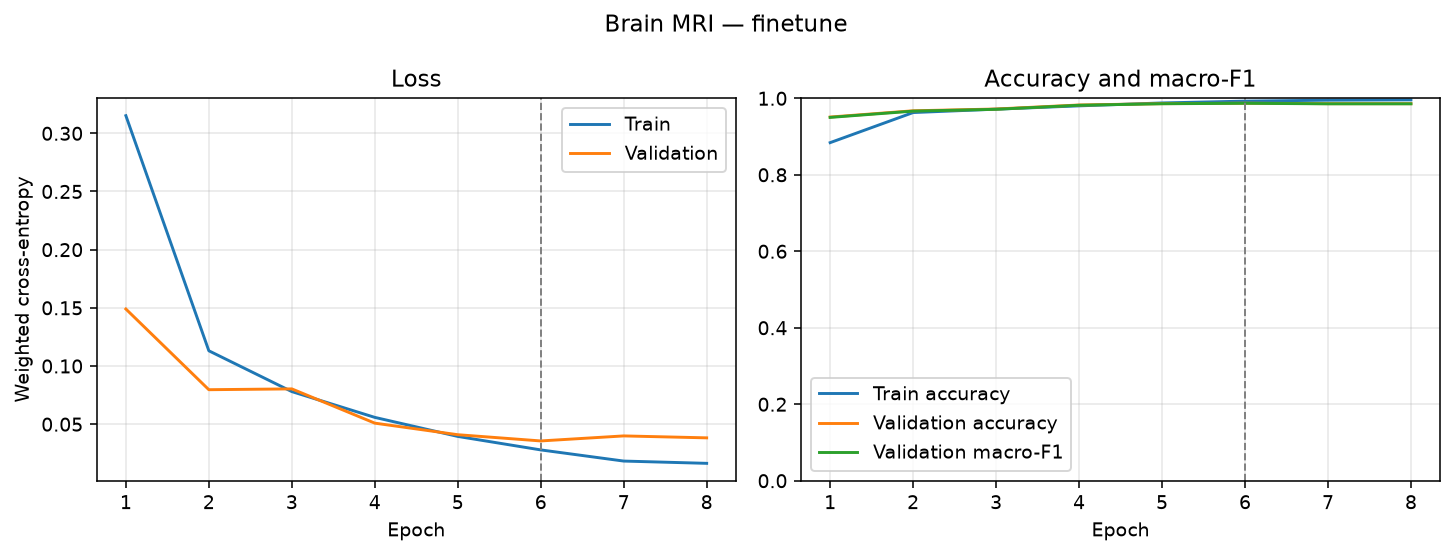 Brain MRI — finetune
Loss
Weighted cross-entropy
0.30
0.25
0.20
0.15
0.10
0.05
Train
Validation
1 2 3 4 5 6 7 8
Epoch
Accuracy and macro-F1
1.0
0.8
0.6
0.4
0.2
0.0
Train accuracy
Validation accuracy
Validation macro-F1
1 2 3 4 5 6 7 8
Epoch